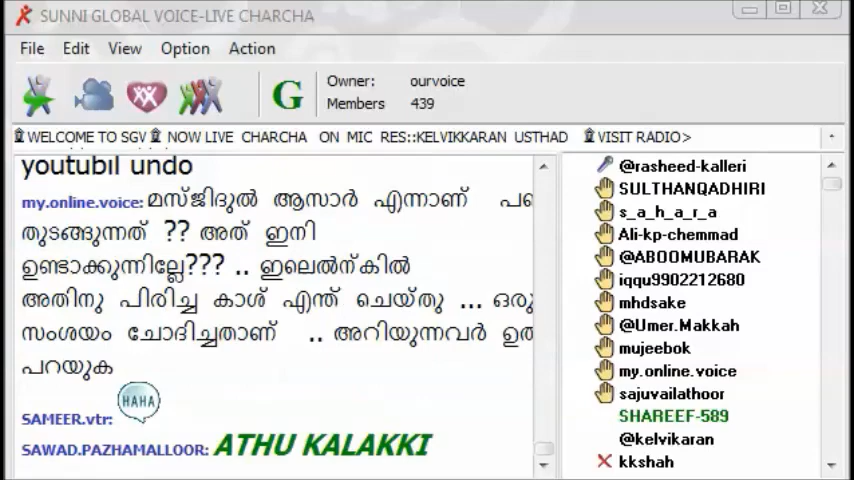 SUNNI GLOBAL VOICE-LIVE CHARCHA
File Edit View Option Action
G
Owner: ourvoice
Members 439
WELCOME TO SGV NOW LIVE CHARCHA ON MIC RES::KELVIKKARAN USTHAD VISIT RADIO>
youtubil undo
my.online.voice: മസ്ജിദുൽ ആസാർ എന്നാണ്
തുടങ്ങുന്നത് ?? അത് ഇനി
ഉണ്ടാക്കുന്നില്ലേ??? .. ഇലെൽന്കിൽ
അതിനു പിരിച്ച കാശ് എന്ത് ചെയ്തു ... ഒരു
സംശയം ചോദിച്ചതാണ് .. അറിയുന്നവർ
പറയുക
HAHA
SAMEER.vtr:
SAWAD.PAZHAMALLOOR: ATHU KALAKKI
@rasheed-kalleri
SULTHANQADHIRI
s_a_h_a_r_a
Ali-kp-chemmad
@ABOOMUBARAK
iqqu9902212680
mhdsake
@Umer.Makkah
mujeebok
my.online.voice
sajuvailathoor
SHAREEF-589
@kelvikaran
kkshah